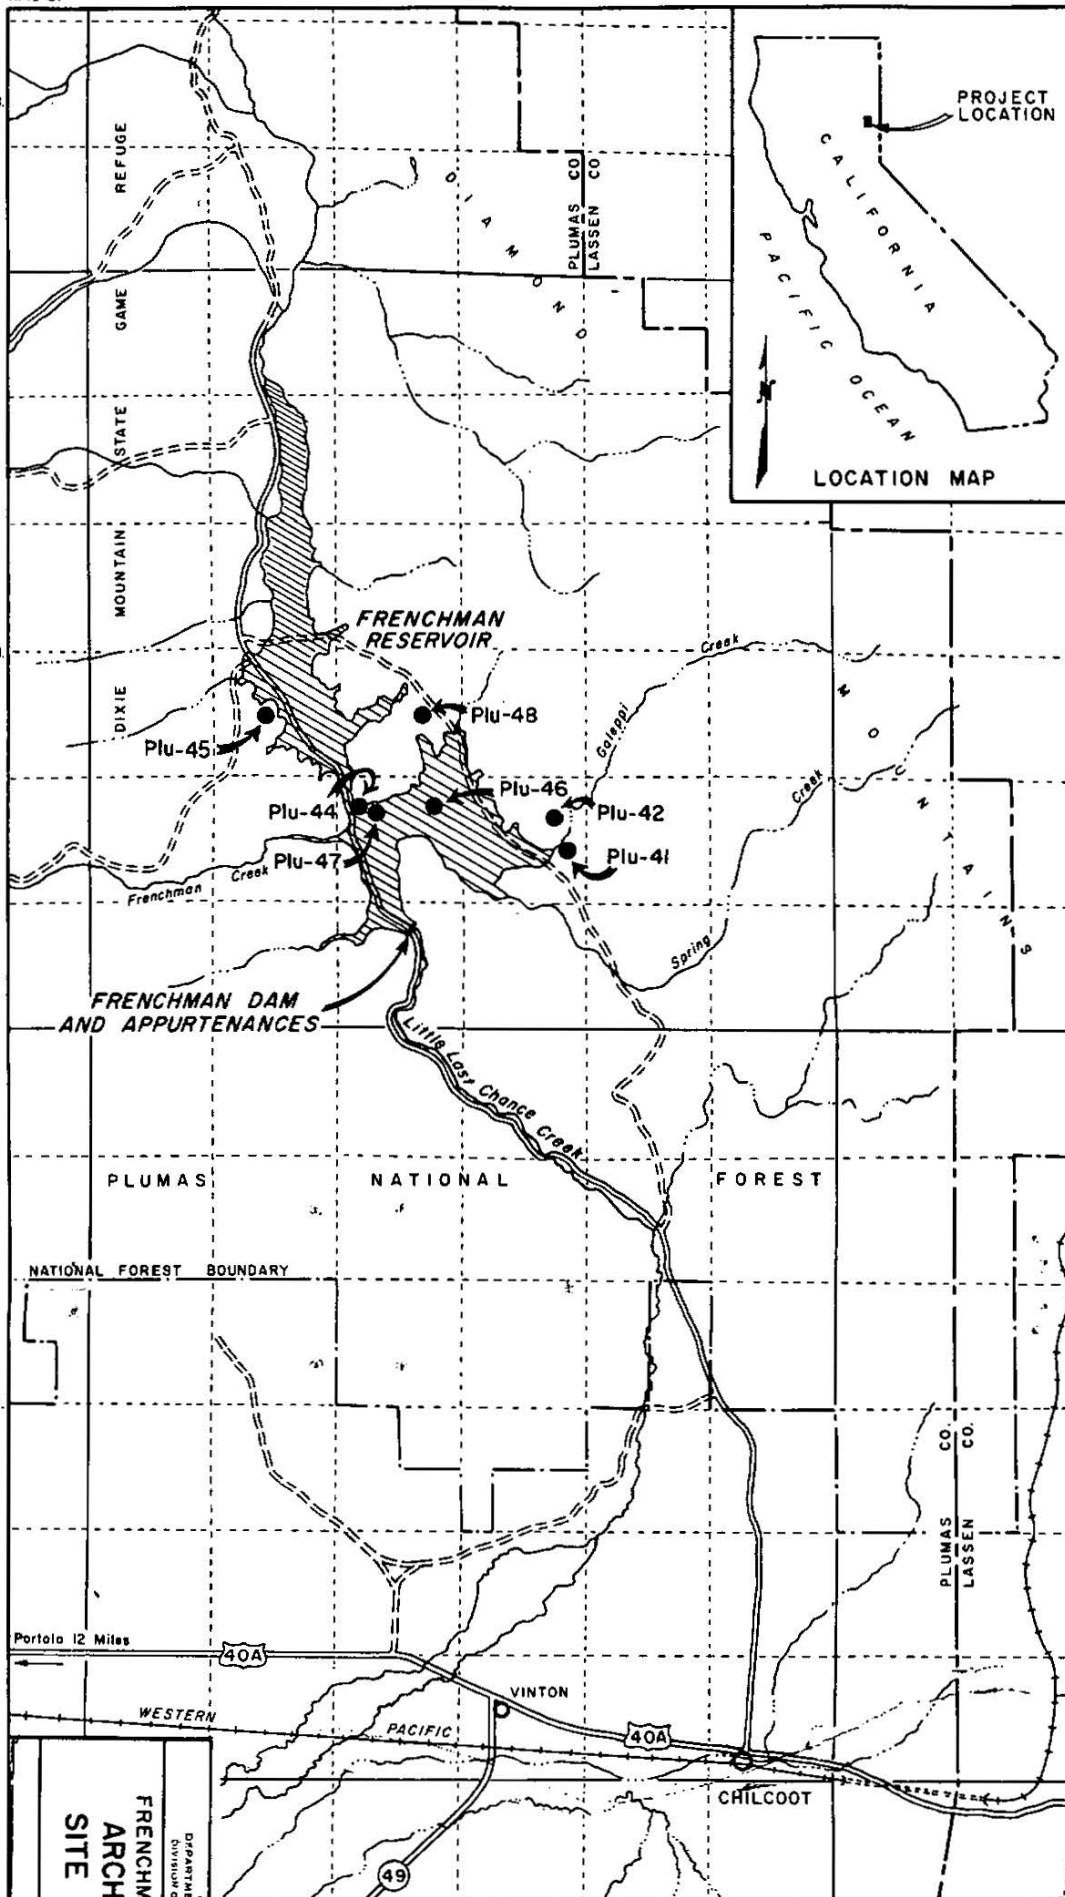 PROJECT
LOCATION
CALIFORNIA
PACIFIC OCEAN
LOCATION MAP
N
DIXIE MOUNTAIN STATE GAME REFUGE
PLUMAS CO
LASSEN CO
DIAMOND
MOUNTAINS
FRENCHMAN
RESERVOIR
Creek
Galeppi
Plu-48
Plu-45
Plu-46
Plu-44
Plu-42
Plu-47
Plu-41
Creek
Frenchman Creek
Spring
FRENCHMAN DAM
AND APPURTENANCES
Little Last Chance Creek
PLUMAS NATIONAL FOREST
NATIONAL FOREST BOUNDARY
PLUMAS CO.
LASSEN CO.
Portola 12 Miles
40A
VINTON
WESTERN PACIFIC
40A
CHILCOOT
49
DEPARTME
DIVISION
FRENCHM
ARCH
SITE